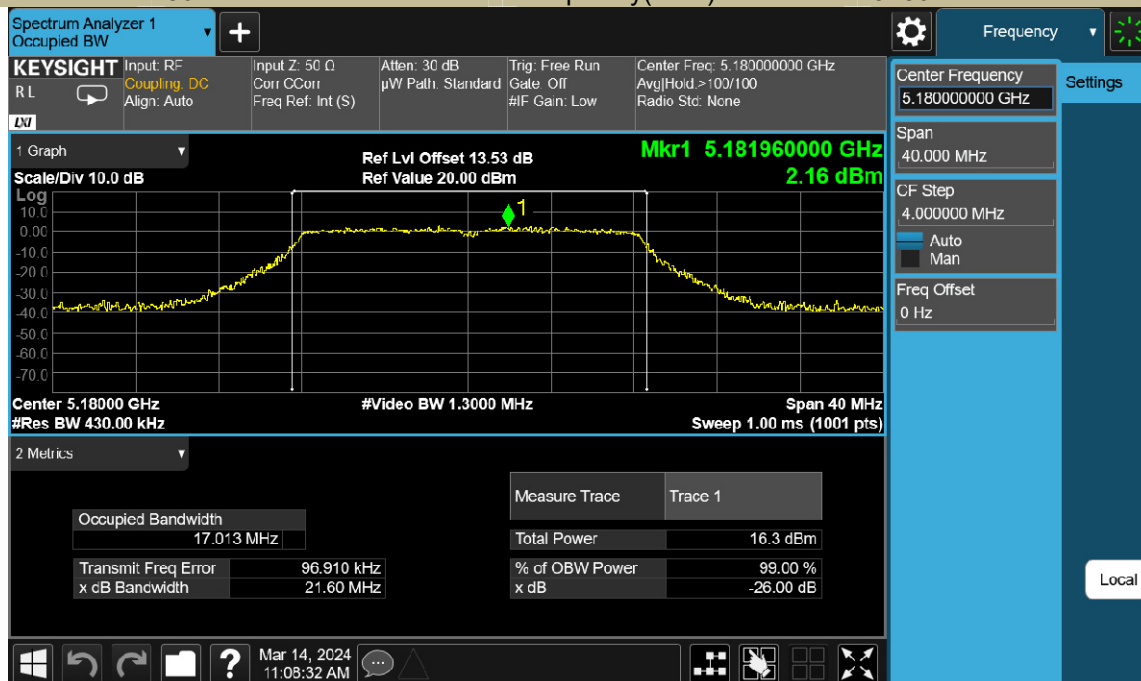 Spectrum Analyzer 1
Occupied BW
Frequency
KEYSIGHT
R L
LXI
Input: RF
Coupling: DC
Align: Auto
Input Z: 50 Ω
Corr CCorr
Freq Ref: Int (S)
Atten: 30 dB
µW Path: Standard
Trig: Free Run
Gate: Off
#IF Gain: Low
Center Freq: 5.180000000 GHz
Avg|Hold:>100/100
Radio Std: None
Center Frequency
5.180000000 GHz
Settings
Span
40.000 MHz
CF Step
4.000000 MHz
Auto
Man
Freq Offset
0 Hz
1 Graph
Scale/Div 10.0 dB
Ref Lvl Offset 13.53 dB
Ref Value 20.00 dBm
Mkr1 5.181960000 GHz
2.16 dBm
Log
10.0
0.00
-10.0
-20.0
-30.0
-40.0
-50.0
-60.0
-70.0
1
Center 5.18000 GHz
#Video BW 1.3000 MHz
Span 40 MHz
#Res BW 430.00 kHz
Sweep 1.00 ms (1001 pts)
2 Metrics
Measure Trace Trace 1
Occupied Bandwidth
17.013 MHz
Total Power 16.3 dBm
Transmit Freq Error 96.910 kHz
% of OBW Power 99.00 %
x dB Bandwidth 21.60 MHz
x dB -26.00 dB
Local
Mar 14, 2024
11:08:32 AM